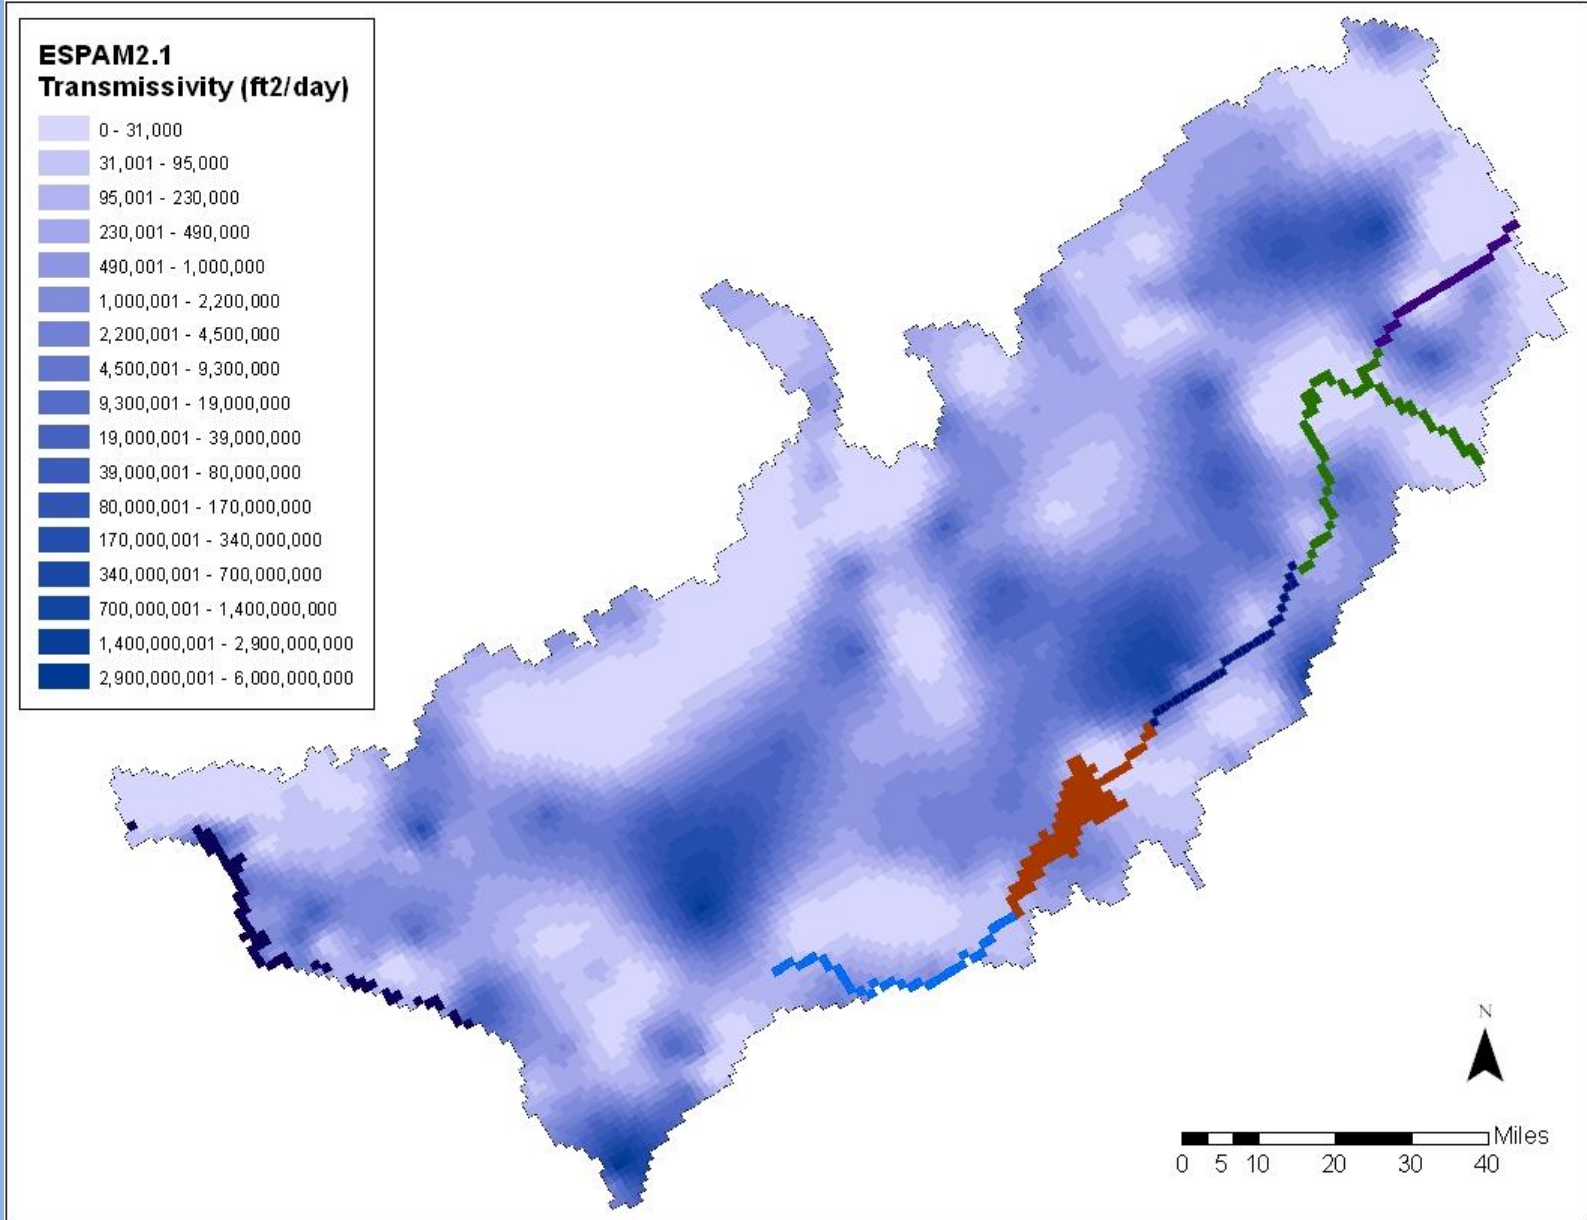 ESPAM2.1
Transmissivity (ft2/day)
0 - 31,000
31,001 - 95,000
95,001 - 230,000
230,001 - 490,000
490,001 - 1,000,000
1,000,001 - 2,200,000
2,200,001 - 4,500,000
4,500,001 - 9,300,000
9,300,001 - 19,000,000
19,000,001 - 39,000,000
39,000,001 - 80,000,000
80,000,001 - 170,000,000
170,000,001 - 340,000,000
340,000,001 - 700,000,000
700,000,001 - 1,400,000,000
1,400,000,001 - 2,900,000,000
2,900,000,001 - 6,000,000,000
N
Miles
0 5 10 20 30 40